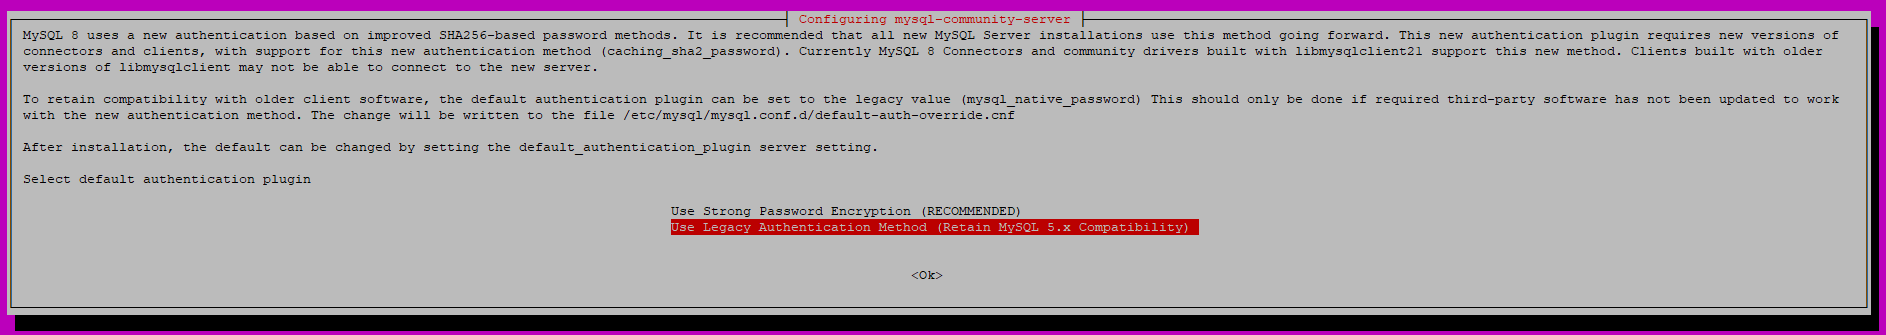 Configuring mysql-community-server
MySQL 8 uses a new authentication based on improved SHA256-based password methods. It is recommended that all new MySQL Server installations use this method going forward. This new authentication plugin requires new versions of
connectors and clients, with support for this new authentication method (caching_sha2_password). Currently MySQL 8 Connectors and community drivers built with libmysqlclient21 support this new method. Clients built with older
versions of libmysqlclient may not be able to connect to the new server.
To retain compatibility with older client software, the default authentication plugin can be set to the legacy value (mysql_native_password) This should only be done if required third-party software has not been updated to work
with the new authentication method. The change will be written to the file /etc/mysql/mysql.conf.d/default-auth-override.cnf
After installation, the default can be changed by setting the default_authentication_plugin server setting.
Select default authentication plugin
Use Strong Password Encryption (RECOMMENDED)
Use Legacy Authentication Method (Retain MySQL 5.x Compatibility)
<Ok>